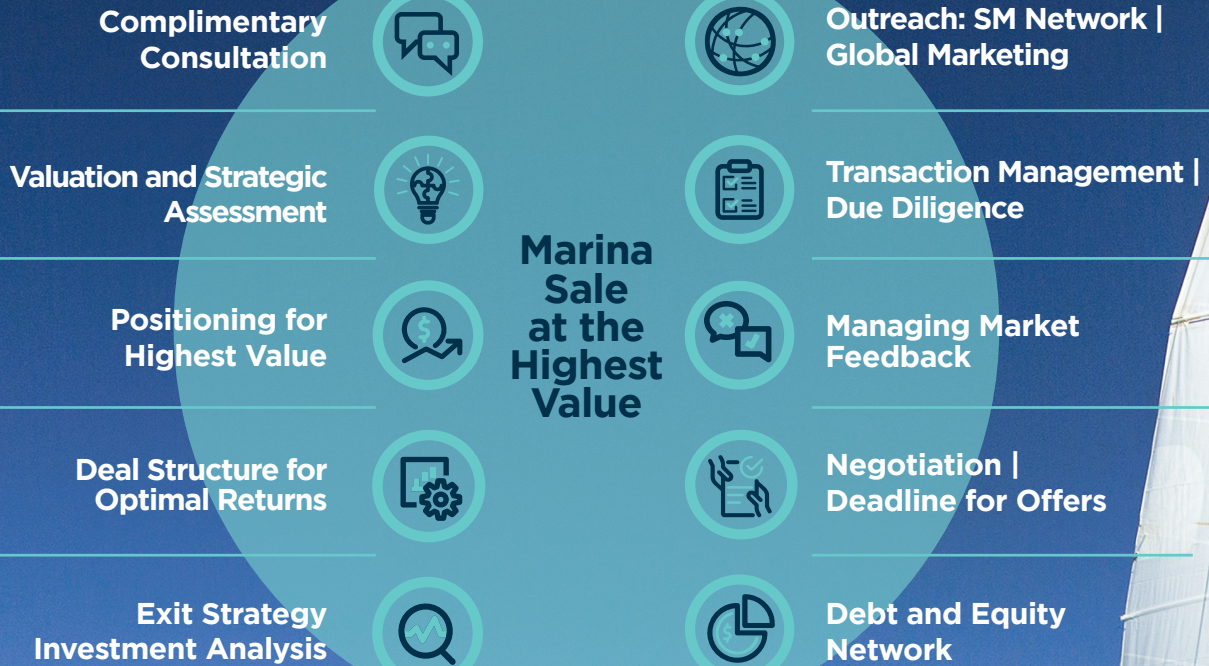 Complimentary
Consultation
Valuation and Strategic
Assessment
Positioning for
Highest Value
Deal Structure for
Optimal Returns
Exit Strategy
Investment Analysis
Marina
Sale
at the
Highest
Value
Outreach: SM Network |
Global Marketing
Transaction Management |
Due Diligence
Managing Market
Feedback
Negotiation |
Deadline for Offers
Debt and Equity
Network